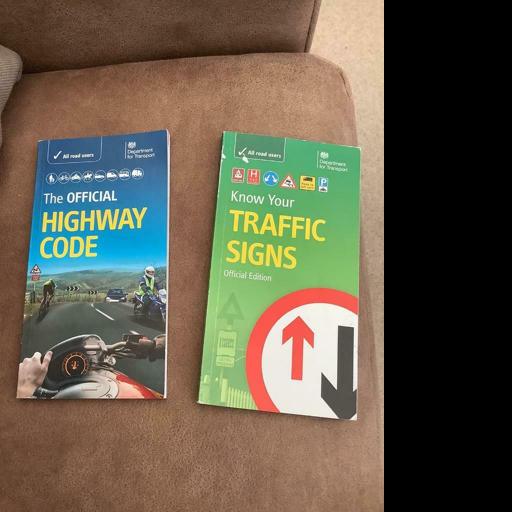 ✓ All road users
Department
for Transport
The OFFICIAL
HIGHWAY
CODE
✓ All road users
Department
for Transport
Know Your
TRAFFIC
SIGNS
Official Edition